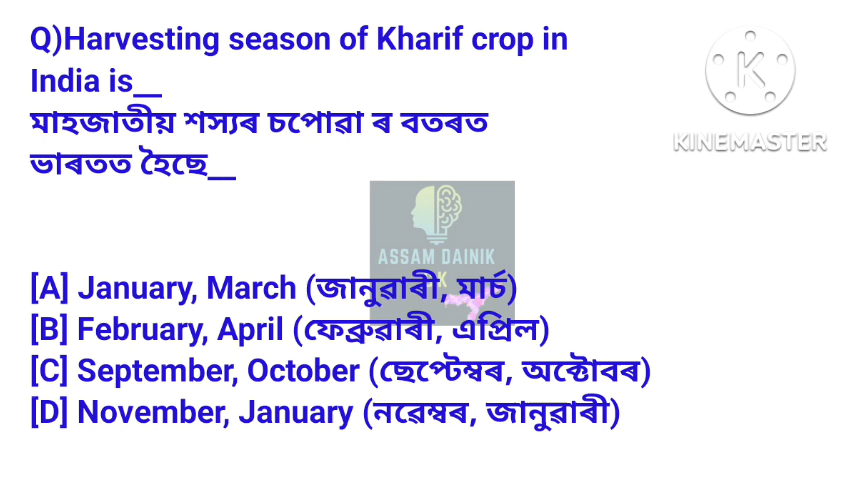 Q)Harvesting season of Kharif crop in
India is__
মাহজাতীয় শস্যৰ চপোৱা ৰ বতৰত
ভাৰতত হৈছে__
KINEMASTER
ASSAM DAINIK
K
[A] January, March (জানুৱাৰী, মাৰ্চ)
[B] February, April (ফেব্ৰুৱাৰী, এপ্ৰিল)
[C] September, October (ছেপ্টেম্বৰ, অক্টোবৰ)
[D] November, January (নৱেম্বৰ, জানুৱাৰী)